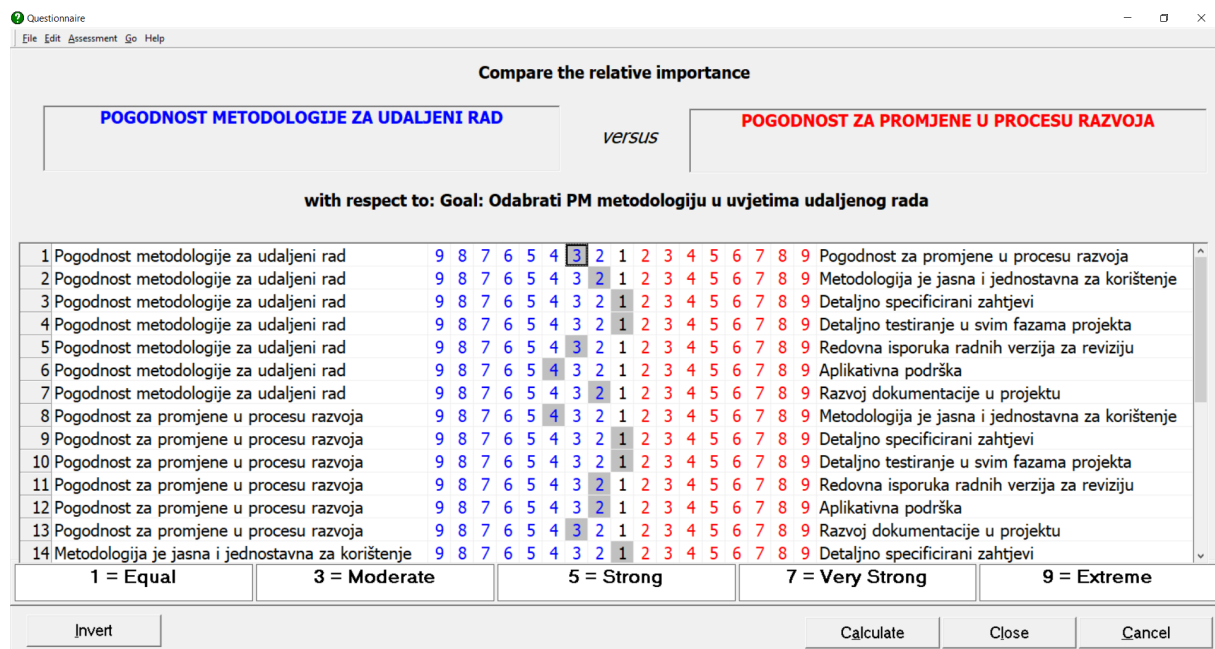 Questionnaire
File Edit Assessment Go Help
Compare the relative importance
POGODNOST METODOLOGIJE ZA UDALJENI RAD versus POGODNOST ZA PROMJENE U PROCESU RAZVOJA
with respect to: Goal: Odabrati PM metodologiju u uvjetima udaljenog rada
1 Pogodnost metodologije za udaljeni rad 9 8 7 6 5 4 3 2 1 2 3 4 5 6 7 8 9 Pogodnost za promjene u procesu razvoja
2 Pogodnost metodologije za udaljeni rad 9 8 7 6 5 4 3 2 1 2 3 4 5 6 7 8 9 Metodologija je jasna i jednostavna za korištenje
3 Pogodnost metodologije za udaljeni rad 9 8 7 6 5 4 3 2 1 2 3 4 5 6 7 8 9 Detaljno specificirani zahtjevi
4 Pogodnost metodologije za udaljeni rad 9 8 7 6 5 4 3 2 1 2 3 4 5 6 7 8 9 Detaljno testiranje u svim fazama projekta
5 Pogodnost metodologije za udaljeni rad 9 8 7 6 5 4 3 2 1 2 3 4 5 6 7 8 9 Redovna isporuka radnih verzija za reviziju
6 Pogodnost metodologije za udaljeni rad 9 8 7 6 5 4 3 2 1 2 3 4 5 6 7 8 9 Aplikativna podrška
7 Pogodnost metodologije za udaljeni rad 9 8 7 6 5 4 3 2 1 2 3 4 5 6 7 8 9 Razvoj dokumentacije u projektu
8 Pogodnost za promjene u procesu razvoja 9 8 7 6 5 4 3 2 1 2 3 4 5 6 7 8 9 Metodologija je jasna i jednostavna za korištenje
9 Pogodnost za promjene u procesu razvoja 9 8 7 6 5 4 3 2 1 2 3 4 5 6 7 8 9 Detaljno specificirani zahtjevi
10 Pogodnost za promjene u procesu razvoja 9 8 7 6 5 4 3 2 1 2 3 4 5 6 7 8 9 Detaljno testiranje u svim fazama projekta
11 Pogodnost za promjene u procesu razvoja 9 8 7 6 5 4 3 2 1 2 3 4 5 6 7 8 9 Redovna isporuka radnih verzija za reviziju
12 Pogodnost za promjene u procesu razvoja 9 8 7 6 5 4 3 2 1 2 3 4 5 6 7 8 9 Aplikativna podrška
13 Pogodnost za promjene u procesu razvoja 9 8 7 6 5 4 3 2 1 2 3 4 5 6 7 8 9 Razvoj dokumentacije u projektu
14 Metodologija je jasna i jednostavna za korištenje 9 8 7 6 5 4 3 2 1 2 3 4 5 6 7 8 9 Detaljno specificirani zahtjevi
1 = Equal 3 = Moderate 5 = Strong 7 = Very Strong 9 = Extreme
Invert Calculate Close Cancel